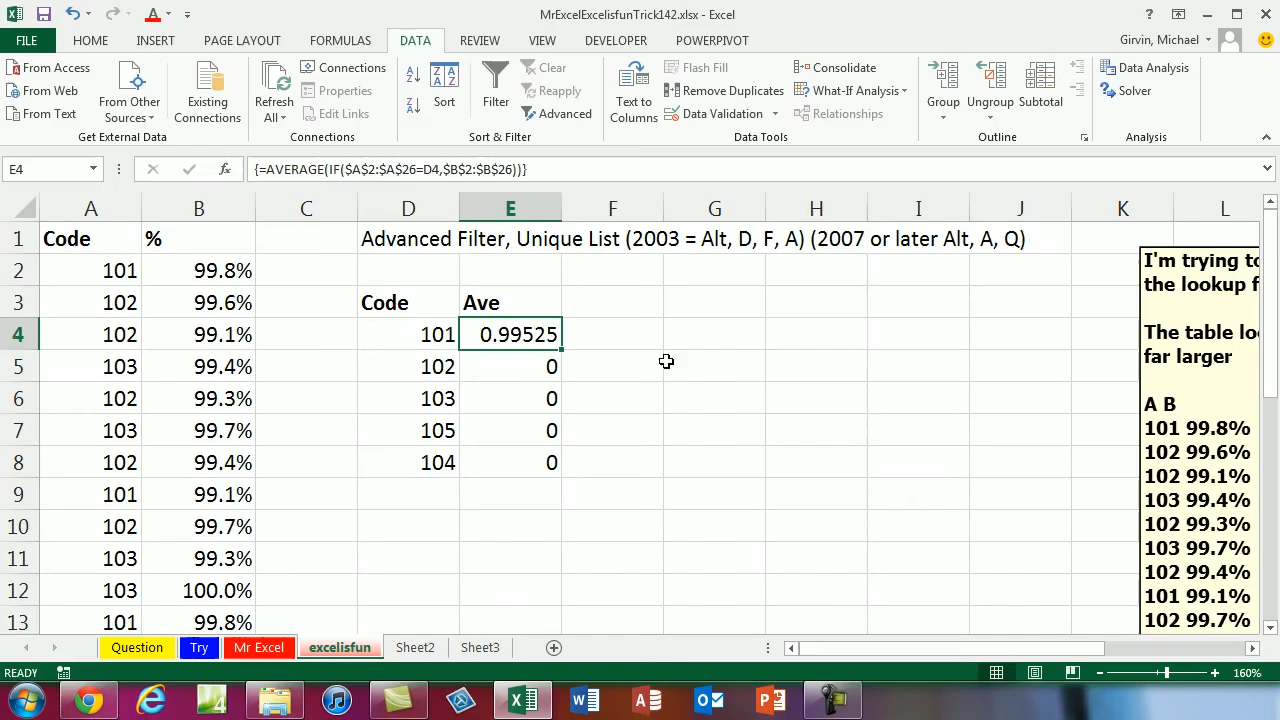 MrExcelExcelisfunTrick142.xlsx - Excel
FILE HOME INSERT PAGE LAYOUT FORMULAS DATA REVIEW VIEW DEVELOPER POWERPIVOT Girvin, Michael
From Access
From Web
From Text
From Other Sources
Existing Connections
Get External Data
Refresh All
Connections
Properties
Edit Links
Connections
Sort
Filter
Clear
Reapply
Advanced
Sort & Filter
Text to Columns
Flash Fill
Remove Duplicates
Data Validation
Consolidate
What-If Analysis
Relationships
Data Tools
Group
Ungroup
Subtotal
Outline
Data Analysis
Solver
Analysis
E4 fx {=AVERAGE(IF($A$2:$A$26=D4,$B$2:$B$26))}
A B C D E F G H I J K L
1 Code % Advanced Filter, Unique List (2003 = Alt, D, F, A) (2007 or later Alt, A, Q)
2 101 99.8%
3 102 99.6% Code Ave
4 102 99.1% 101 0.99525
5 103 99.4% 102 0
6 102 99.3% 103 0
7 103 99.7% 105 0
8 102 99.4% 104 0
9 101 99.1%
10 102 99.7%
11 103 99.3%
12 103 100.0%
13 101 99.8%
I'm trying to
the lookup f
The table lo
far larger
A B
101 99.8%
102 99.6%
102 99.1%
103 99.4%
102 99.3%
103 99.7%
102 99.4%
101 99.1%
102 99.7%
Question Try Mr Excel excelisfun Sheet2 Sheet3
READY 160%